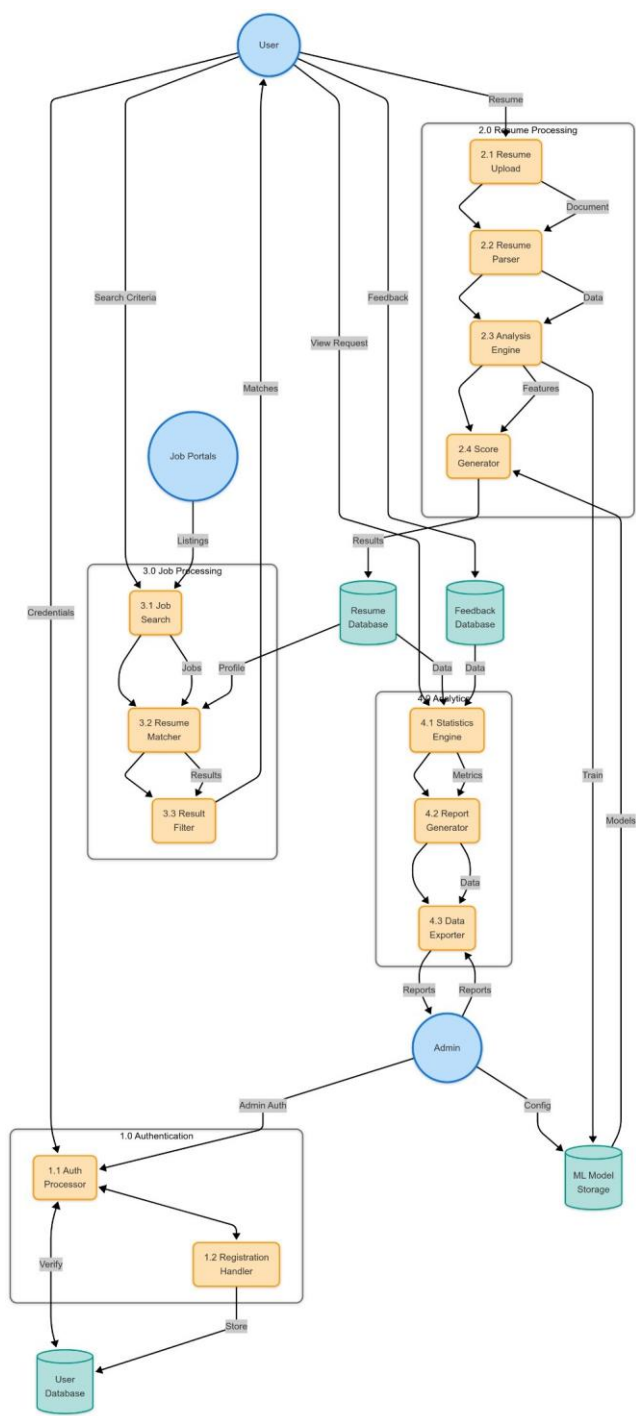 User
Resume
2.0 Resume Processing
2.1 Resume
Upload
Document
2.2 Resume
Parser
Search Criteria
Feedback
Data
2.3 Analysis
Engine
View Request
Matches
Features
Job Portals
2.4 Score
Generator
Listings
Results
3.0 Job Processing
Credentials
3.1 Job
Search
Resume
Database
Feedback
Database
Jobs
Profile
Data
Data
4.0 Analytics
3.2 Resume
Matcher
4.1 Statistics
Engine
Results
Metrics
Train
3.3 Result
Filter
4.2 Report
Generator
Models
Data
4.3 Data
Exporter
Reports
Reports
Admin
Admin Auth
Config
1.0 Authentication
1.1 Auth
Processor
ML Model
Storage
Verify
1.2 Registration
Handler
Store
User
Database